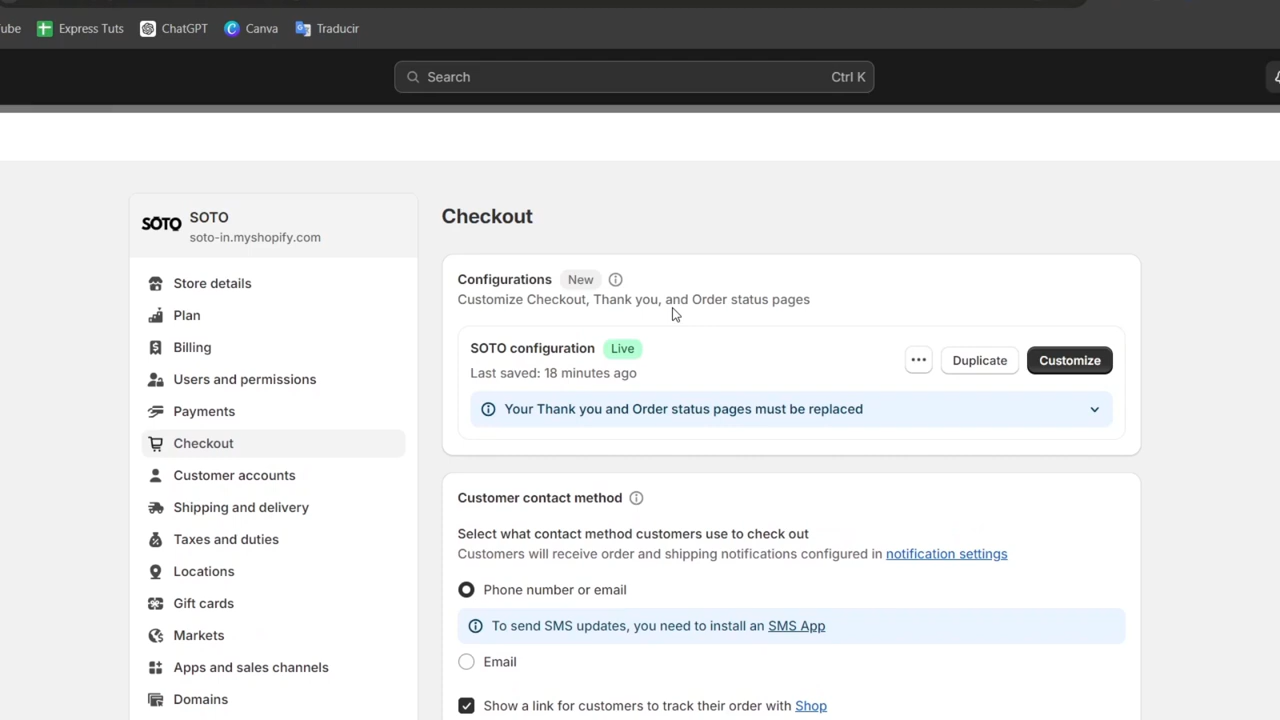 ube Express Tuts ChatGPT Canva Traducir
Search Ctrl K
SOTO SOTO
soto-in.myshopify.com
Store details
Plan
Billing
Users and permissions
Payments
Checkout
Customer accounts
Shipping and delivery
Taxes and duties
Locations
Gift cards
Markets
Apps and sales channels
Domains
Checkout
Configurations New
Customize Checkout, Thank you, and Order status pages
SOTO configuration Live
Last saved: 18 minutes ago
Duplicate Customize
Your Thank you and Order status pages must be replaced
Customer contact method
Select what contact method customers use to check out
Customers will receive order and shipping notifications configured in notification settings
Phone number or email
To send SMS updates, you need to install an SMS App
Email
Show a link for customers to track their order with Shop